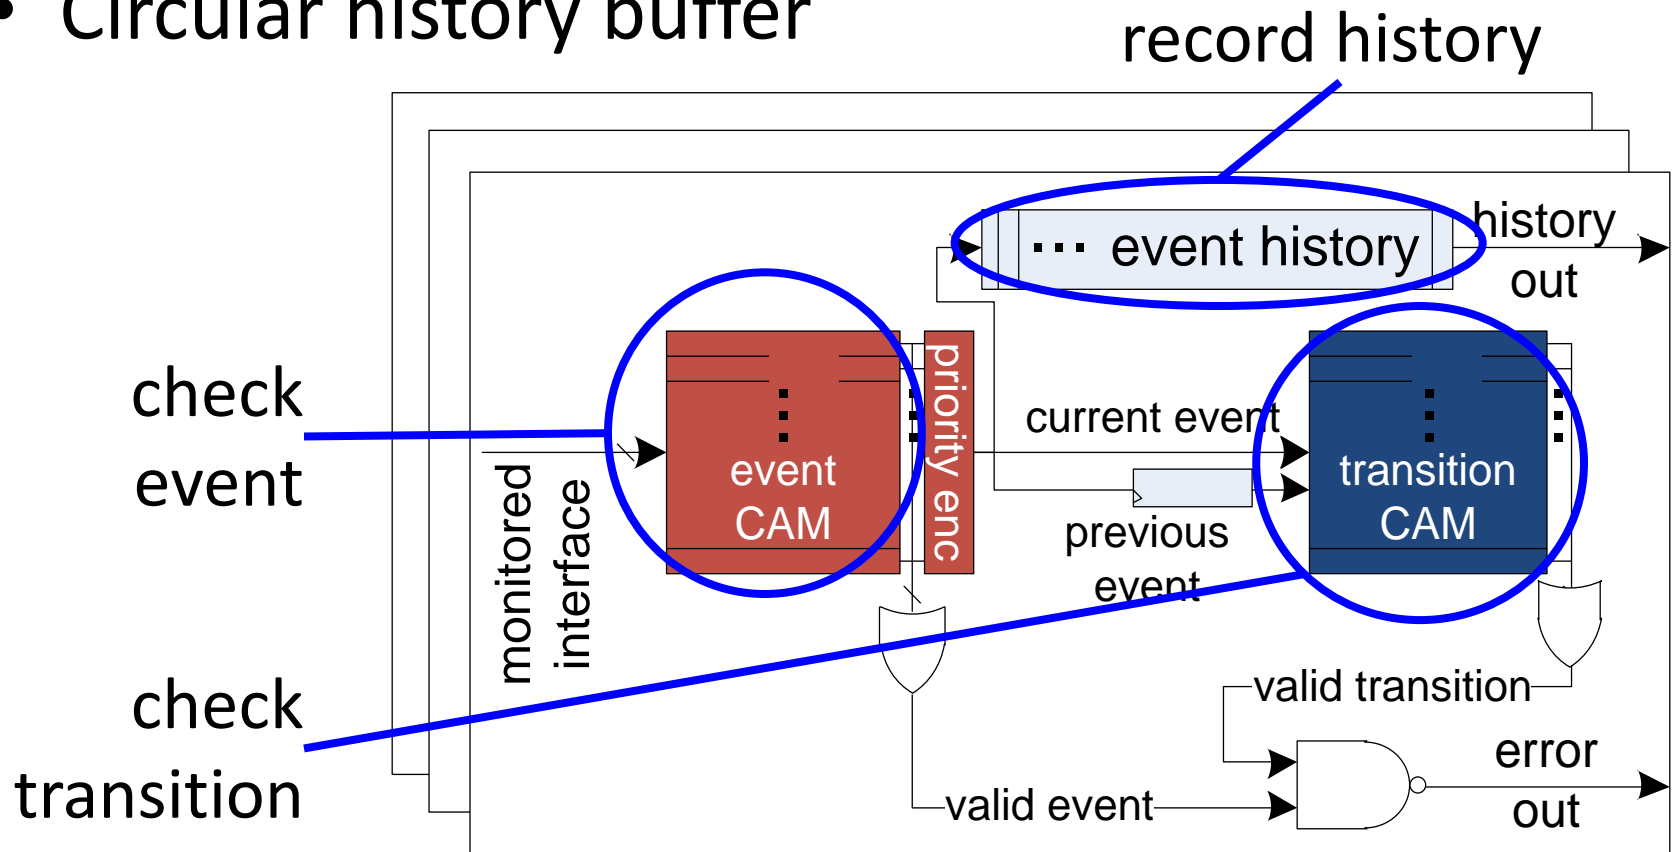 • Circular history buffer
record history
history
out
··· event history
check
event
priority enc
current event
event
CAM
transition
CAM
monitored
interface
previous
event
check
transition
valid transition
valid event
error
out